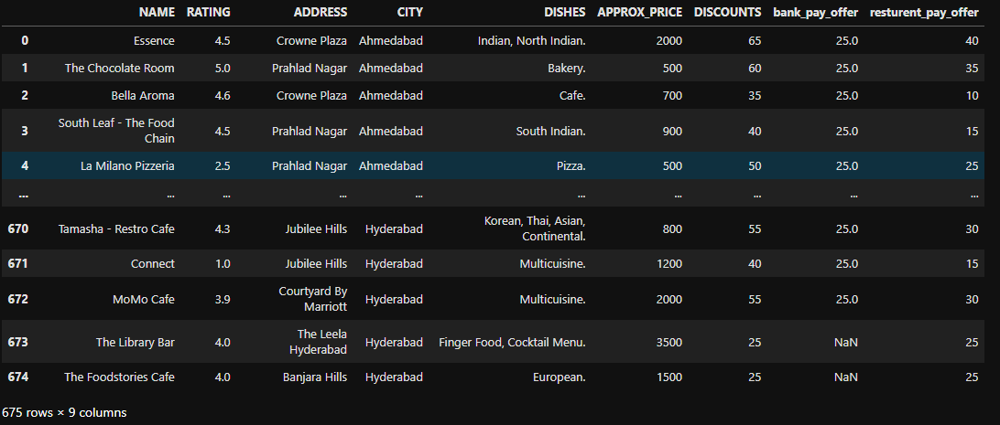 NAME RATING ADDRESS CITY DISHES APPROX_PRICE DISCOUNTS bank_pay_offer resturent_pay_offer
0 Essence 4.5 Crowne Plaza Ahmedabad Indian, North Indian. 2000 65 25.0 40
1 The Chocolate Room 5.0 Prahlad Nagar Ahmedabad Bakery. 500 60 25.0 35
2 Bella Aroma 4.6 Crowne Plaza Ahmedabad Cafe. 700 35 25.0 10
3 South Leaf - The Food Chain 4.5 Prahlad Nagar Ahmedabad South Indian. 900 40 25.0 15
4 La Milano Pizzeria 2.5 Prahlad Nagar Ahmedabad Pizza. 500 50 25.0 25
... ... ... ... ... ... ... ... ... ...
670 Tamasha - Restro Cafe 4.3 Jubilee Hills Hyderabad Korean, Thai, Asian, Continental. 800 55 25.0 30
671 Connect 1.0 Jubilee Hills Hyderabad Multicuisine. 1200 40 25.0 15
672 MoMo Cafe 3.9 Courtyard By Marriott Hyderabad Multicuisine. 2000 55 25.0 30
673 The Library Bar 4.0 The Leela Hyderabad Hyderabad Finger Food, Cocktail Menu. 3500 25 NaN 25
674 The Foodstories Cafe 4.0 Banjara Hills Hyderabad European. 1500 25 NaN 25
675 rows × 9 columns